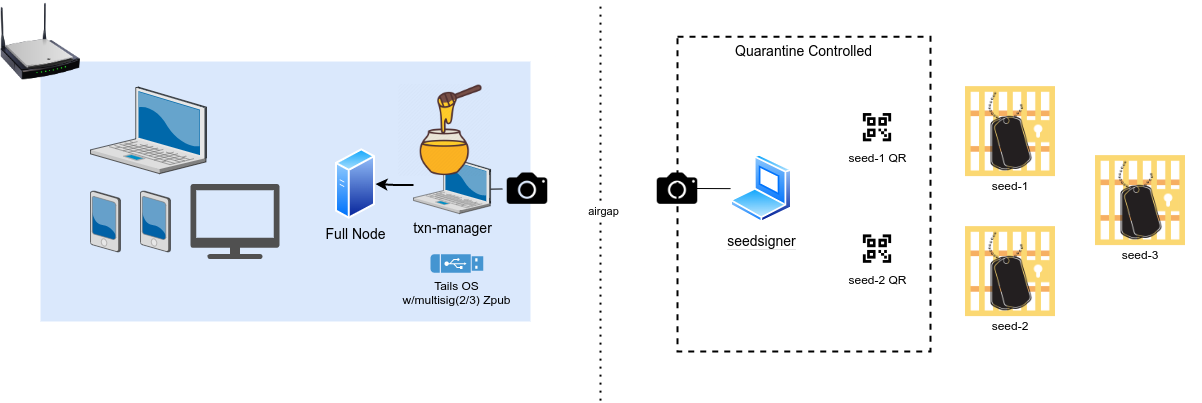 Full Node
txn-manager
Tails OS
w/multisig(2/3) Zpub
airgap
Quarantine Controlled
seedsigner
seed-1 QR
seed-2 QR
seed-1
seed-2
seed-3